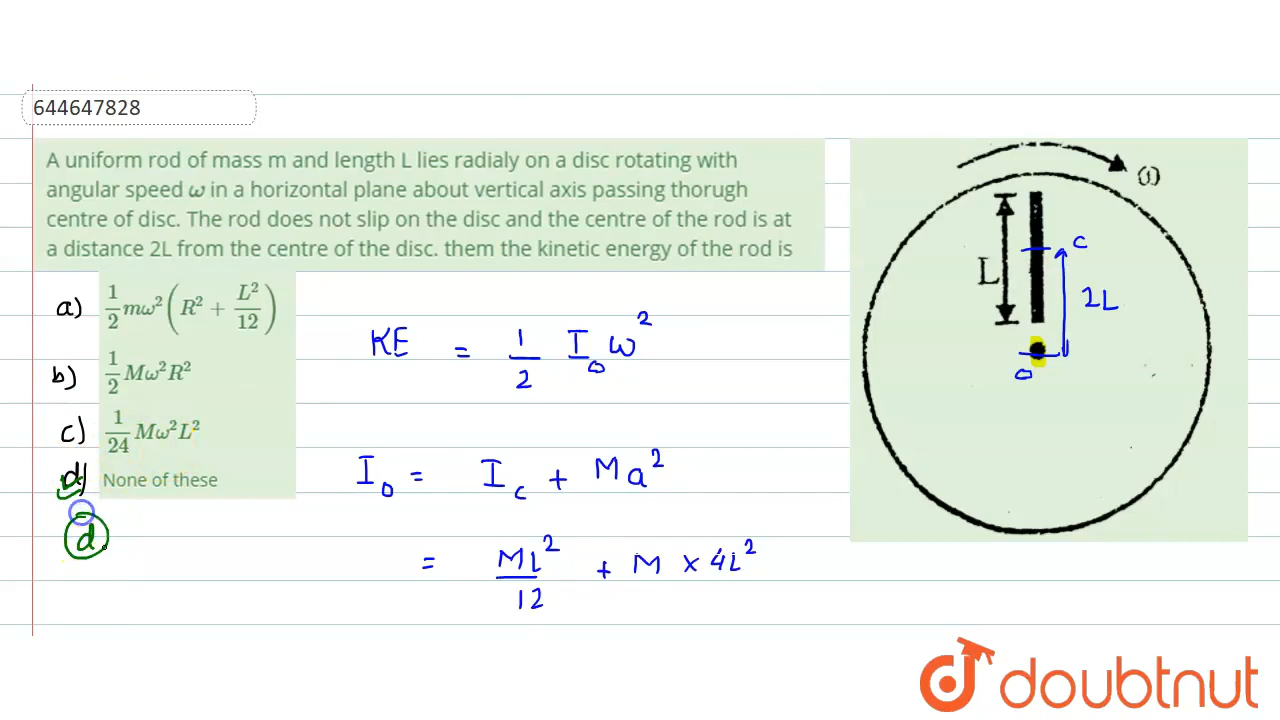 644647828
A uniform rod of mass m and length L lies radialy on a disc rotating with
angular speed ω in a horizontal plane about vertical axis passing thorugh
centre of disc. The rod does not slip on the disc and the centre of the rod is at
a distance 2L from the centre of the disc. them the kinetic energy of the rod is
a) 1/2 mω²(R² + L²/12)
b) 1/2 Mω²R²
c) 1/24 Mω²L²
d) None of these
d
KE = 1/2 I₀ω²
I₀ = I_c + Ma²
= ML²/12 + M × 4L²
ω
c
L
2L
o
doubtnut